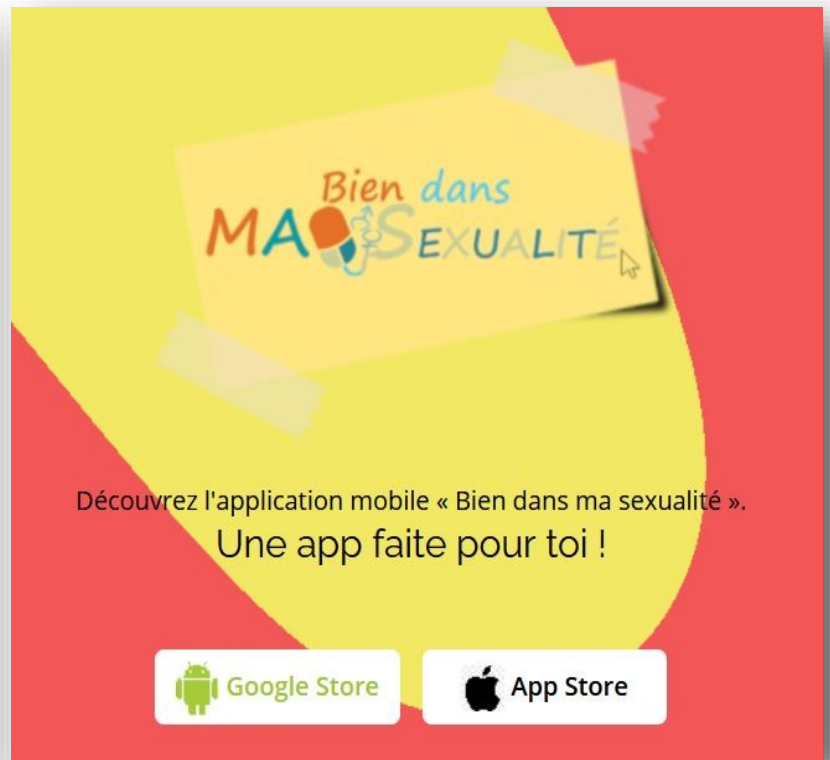 Bien dans
MA SEXUALITÉ
Découvrez l'application mobile « Bien dans ma sexualité ».
Une app faite pour toi !
Google Store
App Store